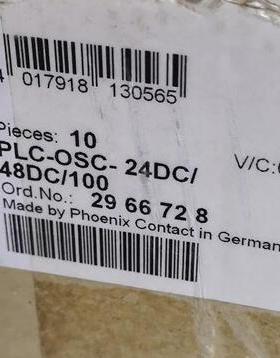 4 017918 130565
Pieces: 10
PLC-OSC- 24DC/
48DC/100
V/C:
Ord.No.: 29 66 72 8
Made by Phoenix Contact in German